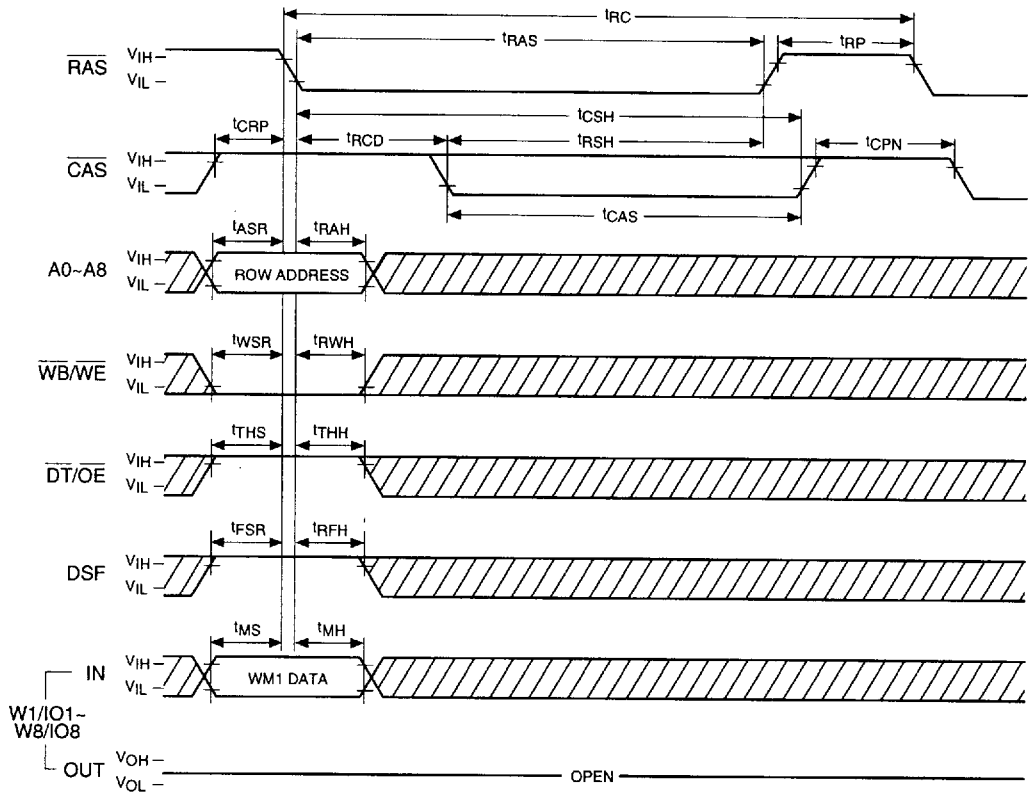 tRC
tRAS
tRP
RAS
VIH
VIL
tCSH
tCRP
tRCD
tRSH
tCPN
CAS
VIH
VIL
tCAS
tASR
tRAH
A0~A8
VIH
VIL
ROW ADDRESS
tWSR
tRWH
WB/WE
VIH
VIL
tTHS
tTHH
DT/OE
VIH
VIL
tFSR
tRFH
DSF
VIH
VIL
tMS
tMH
IN
VIH
VIL
WM1 DATA
W1/IO1~
W8/IO8
OUT
VOH
VOL
OPEN